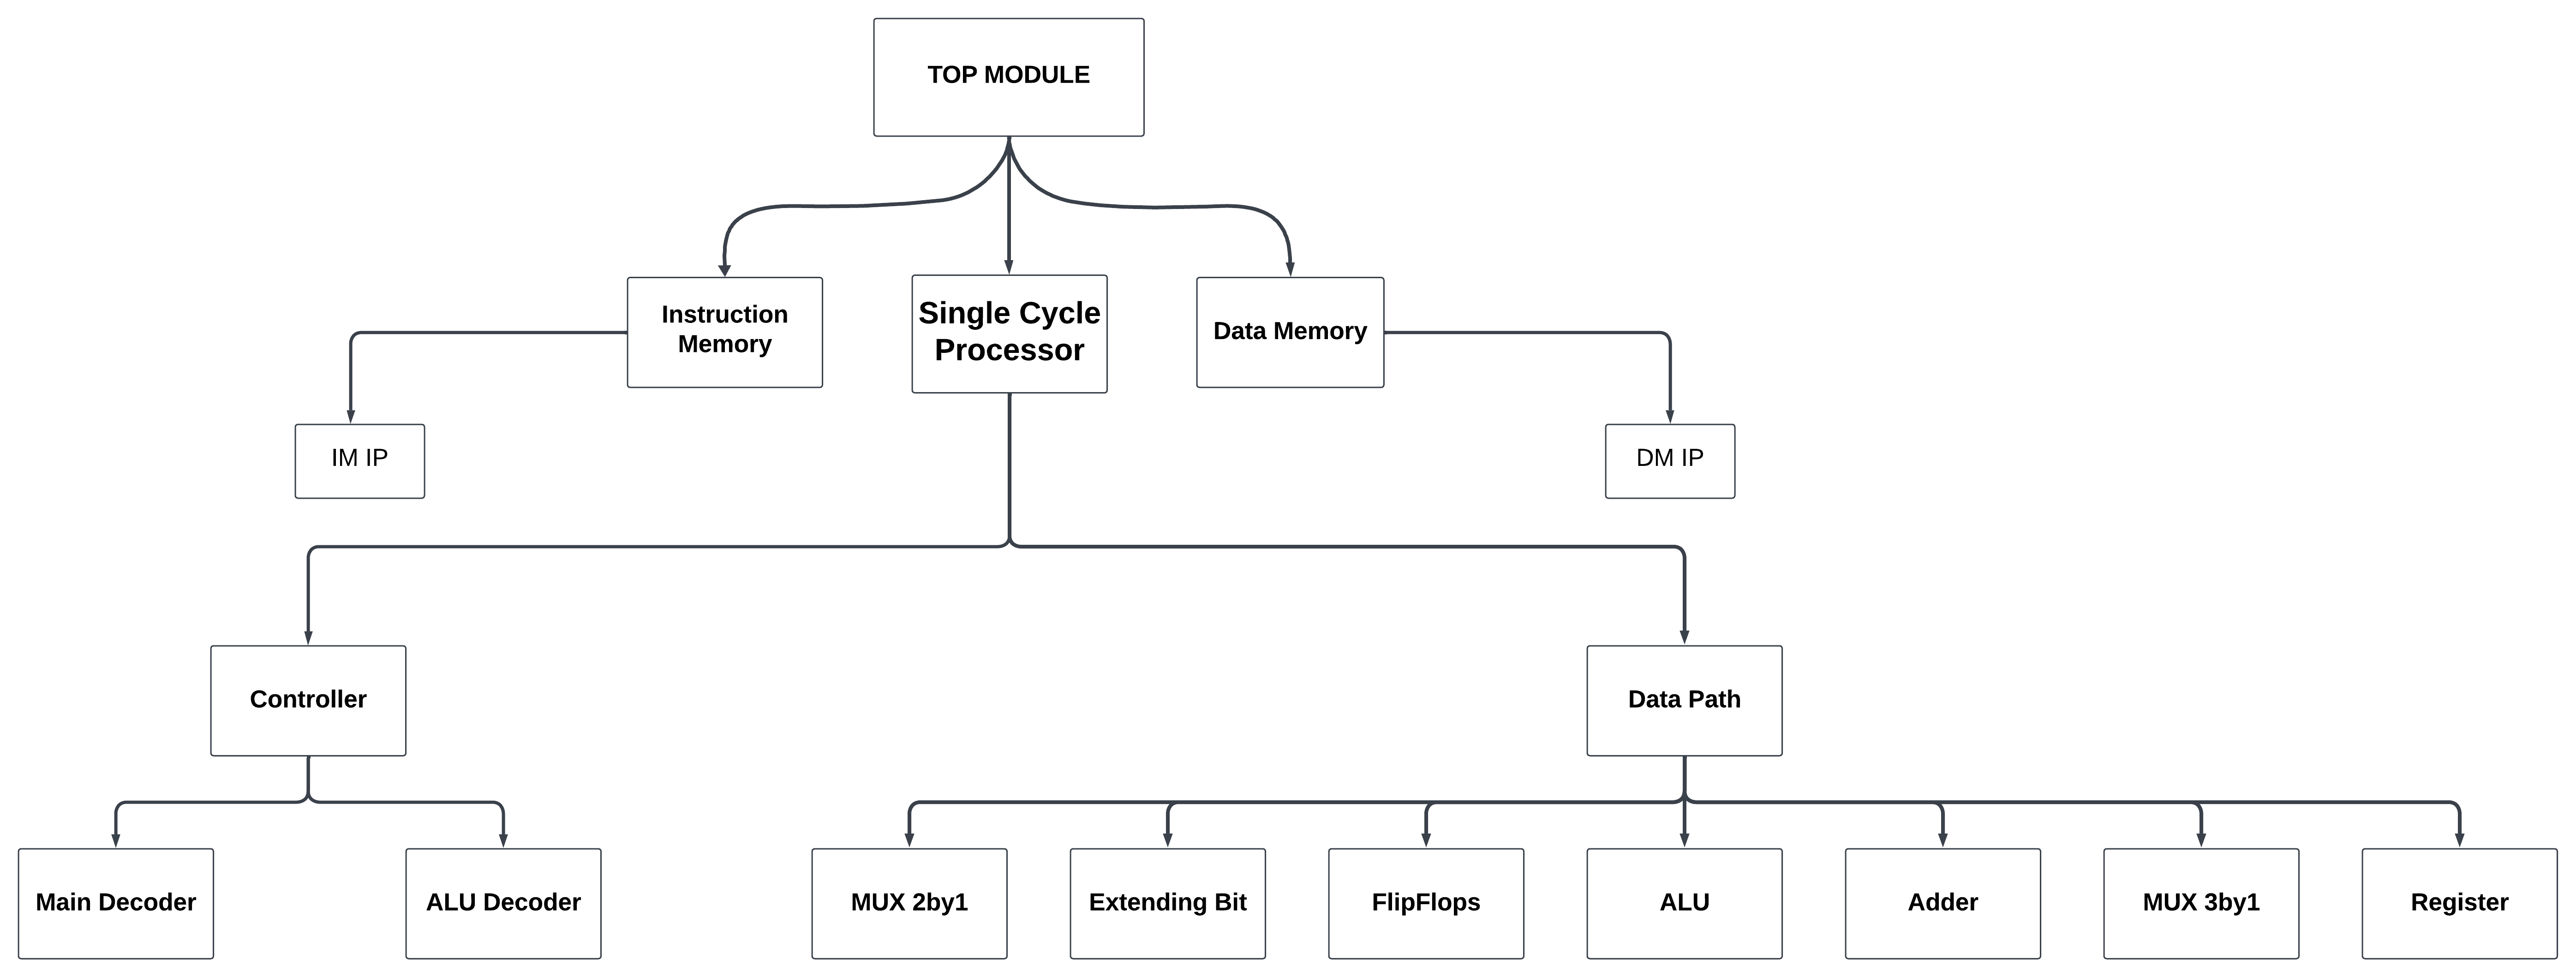 TOP MODULE
Instruction
Memory
Single Cycle
Processor
Data Memory
IM IP
DM IP
Controller
Data Path
Main Decoder
ALU Decoder
MUX 2by1
Extending Bit
FlipFlops
ALU
Adder
MUX 3by1
Register